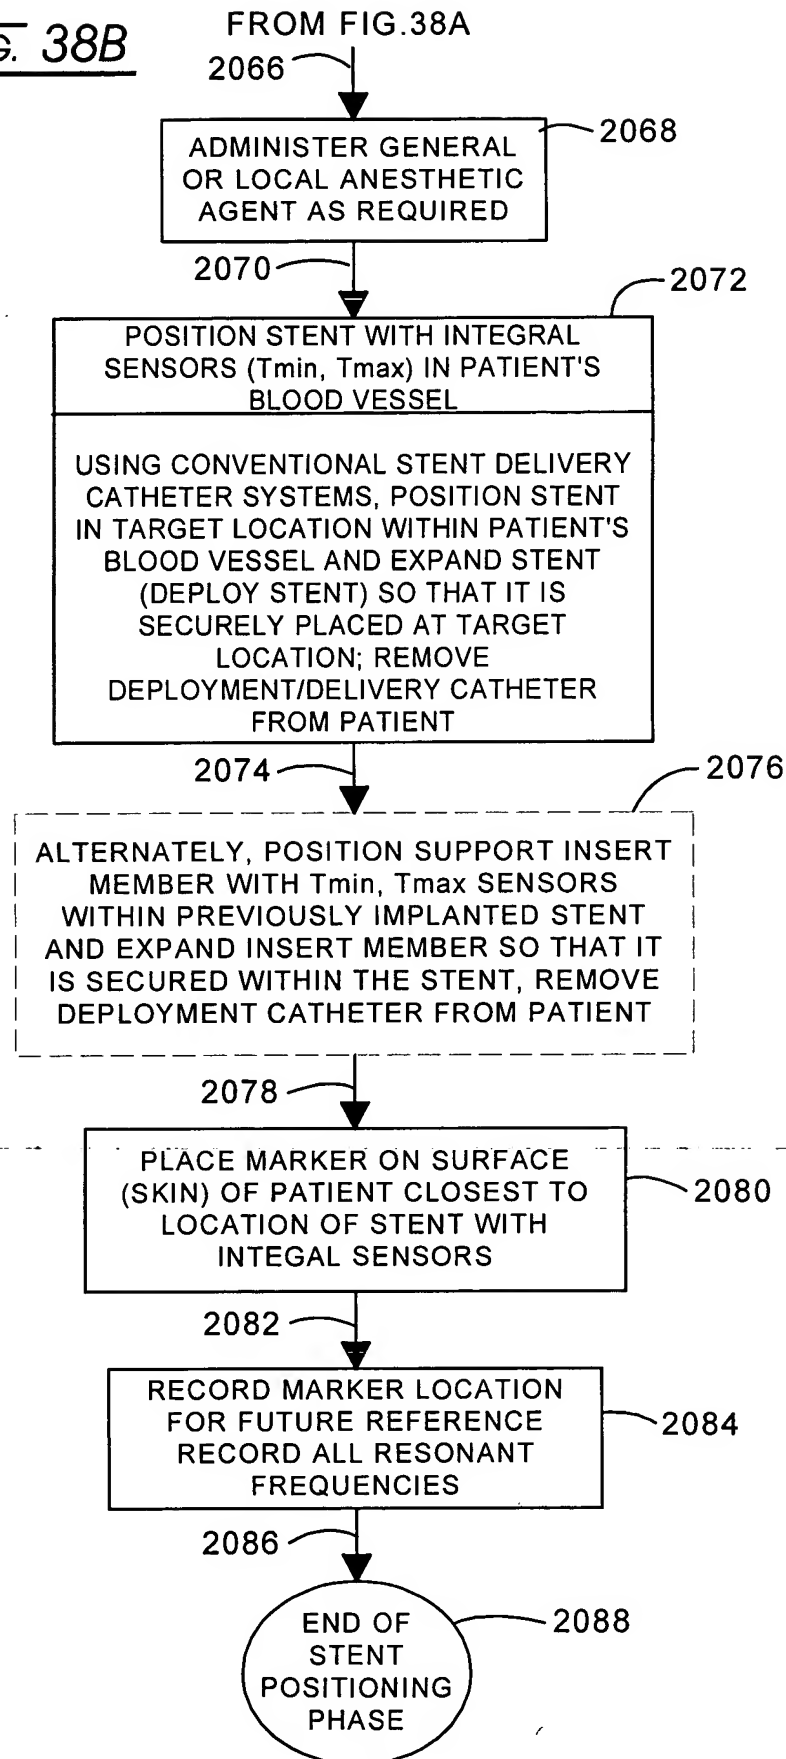 G. 38B
FROM FIG.38A
2066
ADMINISTER GENERAL
OR LOCAL ANESTHETIC
AGENT AS REQUIRED
2068
2070
2072
POSITION STENT WITH INTEGRAL
SENSORS (Tmin, Tmax) IN PATIENT'S
BLOOD VESSEL
USING CONVENTIONAL STENT DELIVERY
CATHETER SYSTEMS, POSITION STENT
IN TARGET LOCATION WITHIN PATIENT'S
BLOOD VESSEL AND EXPAND STENT
(DEPLOY STENT) SO THAT IT IS
SECURELY PLACED AT TARGET
LOCATION; REMOVE
DEPLOYMENT/DELIVERY CATHETER
FROM PATIENT
2074
2076
ALTERNATELY, POSITION SUPPORT INSERT
MEMBER WITH Tmin, Tmax SENSORS
WITHIN PREVIOUSLY IMPLANTED STENT
AND EXPAND INSERT MEMBER SO THAT IT
IS SECURED WITHIN THE STENT, REMOVE
DEPLOYMENT CATHETER FROM PATIENT
2078
PLACE MARKER ON SURFACE
(SKIN) OF PATIENT CLOSEST TO
LOCATION OF STENT WITH
INTEGAL SENSORS
2080
2082
RECORD MARKER LOCATION
FOR FUTURE REFERENCE
RECORD ALL RESONANT
FREQUENCIES
2084
2086
END OF
STENT
POSITIONING
PHASE
2088